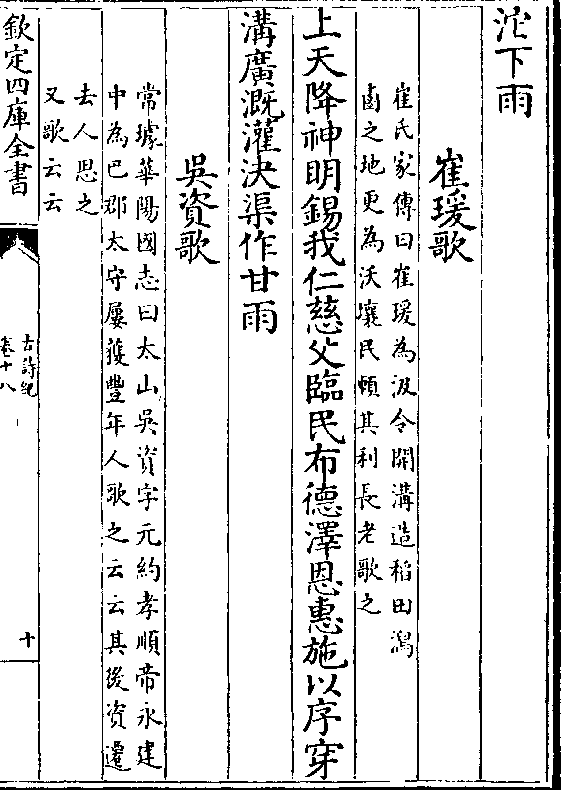 沱下雨
崔瑗歌
崔氏家傳曰崔瑗為汲令開溝造稻田瀉
鹵之地更為沃壤民頼其利長老歌之
上天降神明錫我仁慈父臨民布德澤恩惠施以序穿
溝廣溉灌決渠作甘雨
吳資歌
常璩華陽國志曰太山吳資字元約孝順帝永建
中為巴郡太守屢獲豐年人歌之云云其後資遷
去人思之
又歌云云
欽定四庫全書
古詩紀
卷十八
十